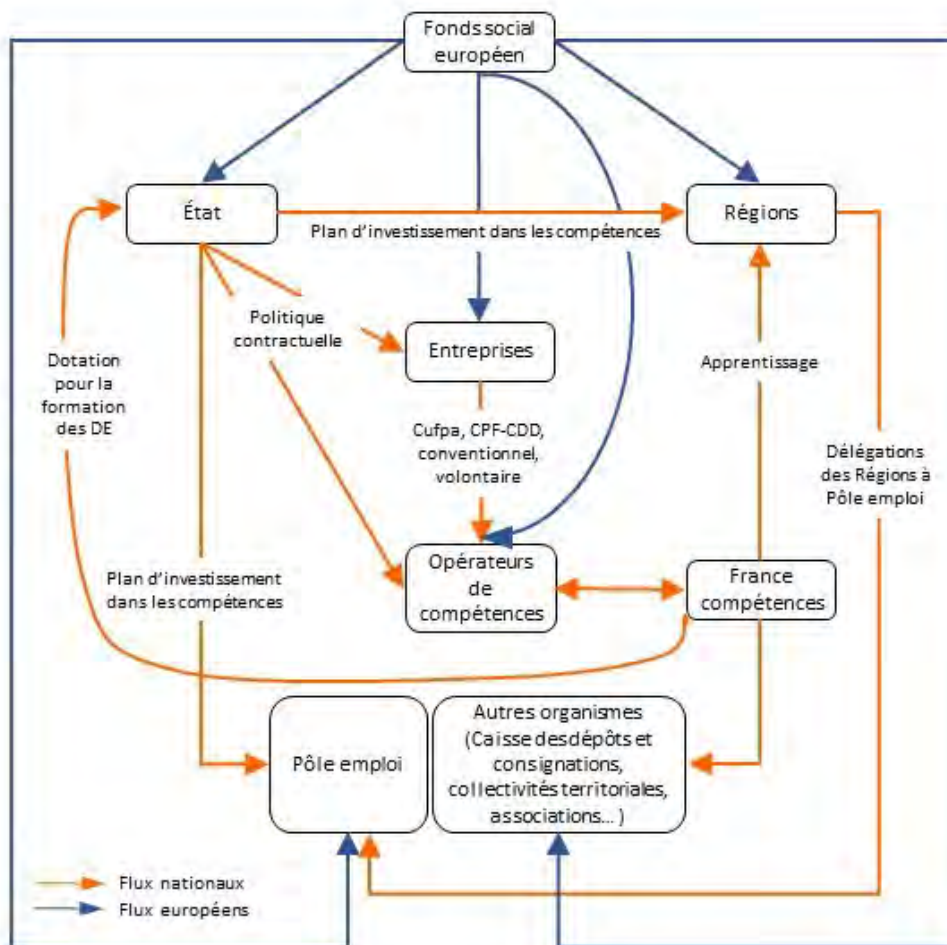 Fonds social
européen
État
Régions
Plan d'investissement dans les compétences
Politique
contractuelle
Entreprises
Dotation
pour la
formation
des DE
Apprentissage
Cufpa, CPF-CDD,
conventionnel,
volontaire
Délégations
des Régions à
Pôle emploi
Opérateurs
de
compétences
France
compétences
Plan d'investissement
dans les compétences
Pôle emploi
Autres organismes
(Caisse des dépôts et
consignations,
collectivités territoriales,
associations... )
Flux nationaux
Flux européens